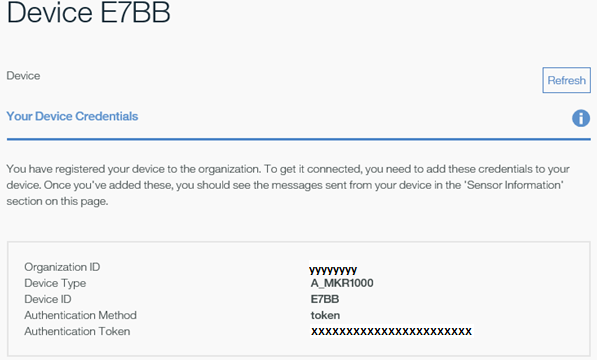 Device E7BB
Device
Refresh
Your Device Credentials
i
You have registered your device to the organization. To get it connected, you need to add these credentials to your
device. Once you've added these, you should see the messages sent from your device in the 'Sensor Information'
section on this page.
Organization ID yyyyyyyy
Device Type A_MKR1000
Device ID E7BB
Authentication Method token
Authentication Token xxxxxxxxxxxxxxxxxxxxxxx